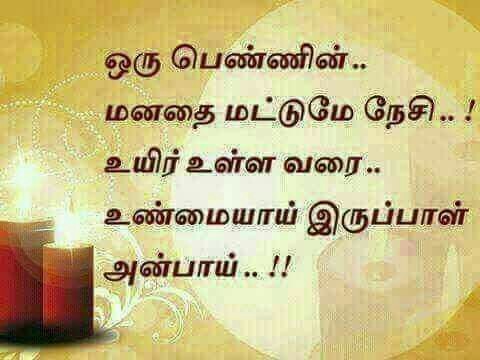 ஒரு பெண்ணின்..
மனதை மட்டுமே நேசி.. !
உயிர் உள்ள வரை..
உண்மையாய் இருப்பாள்
அன்பாய்.. !!